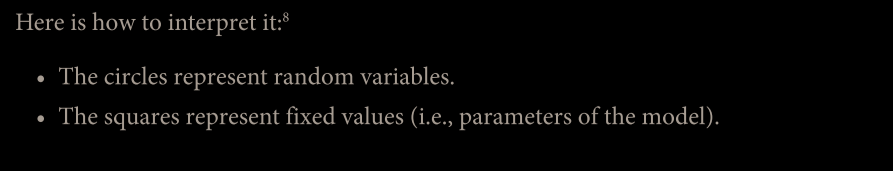 Here is how to interpret it:⁸
• The circles represent random variables.
• The squares represent fixed values (i.e., parameters of the model).